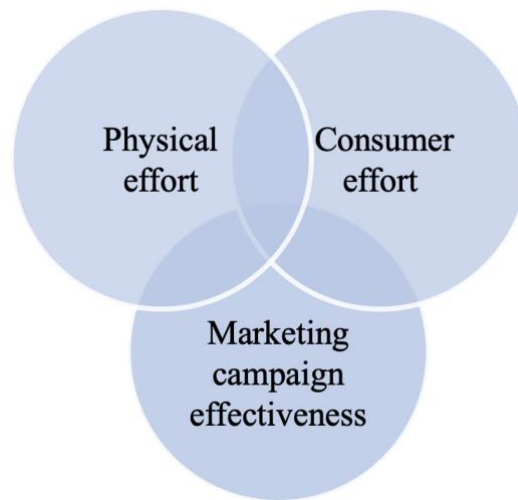 Physical
effort
Consumer
effort
Marketing
campaign
effectiveness